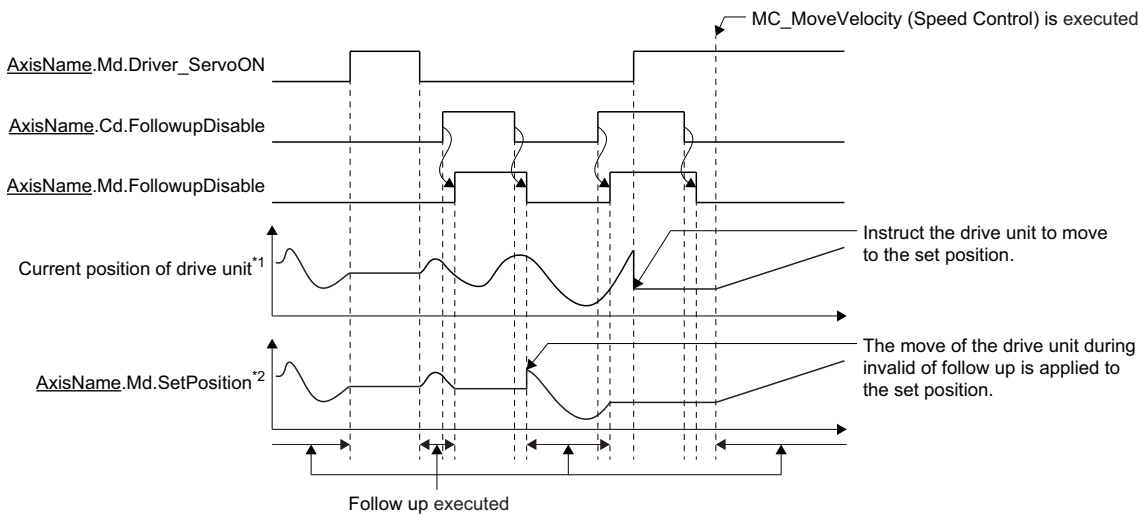 MC_MoveVelocity (Speed Control) is executed
AxisName.Md.Driver_ServoON
AxisName.Cd.FollowupDisable
AxisName.Md.FollowupDisable
Instruct the drive unit to move
to the set position.
Current position of drive unit*1
The move of the drive unit during
invalid of follow up is applied to
the set position.
AxisName.Md.SetPosition*2
Follow up executed